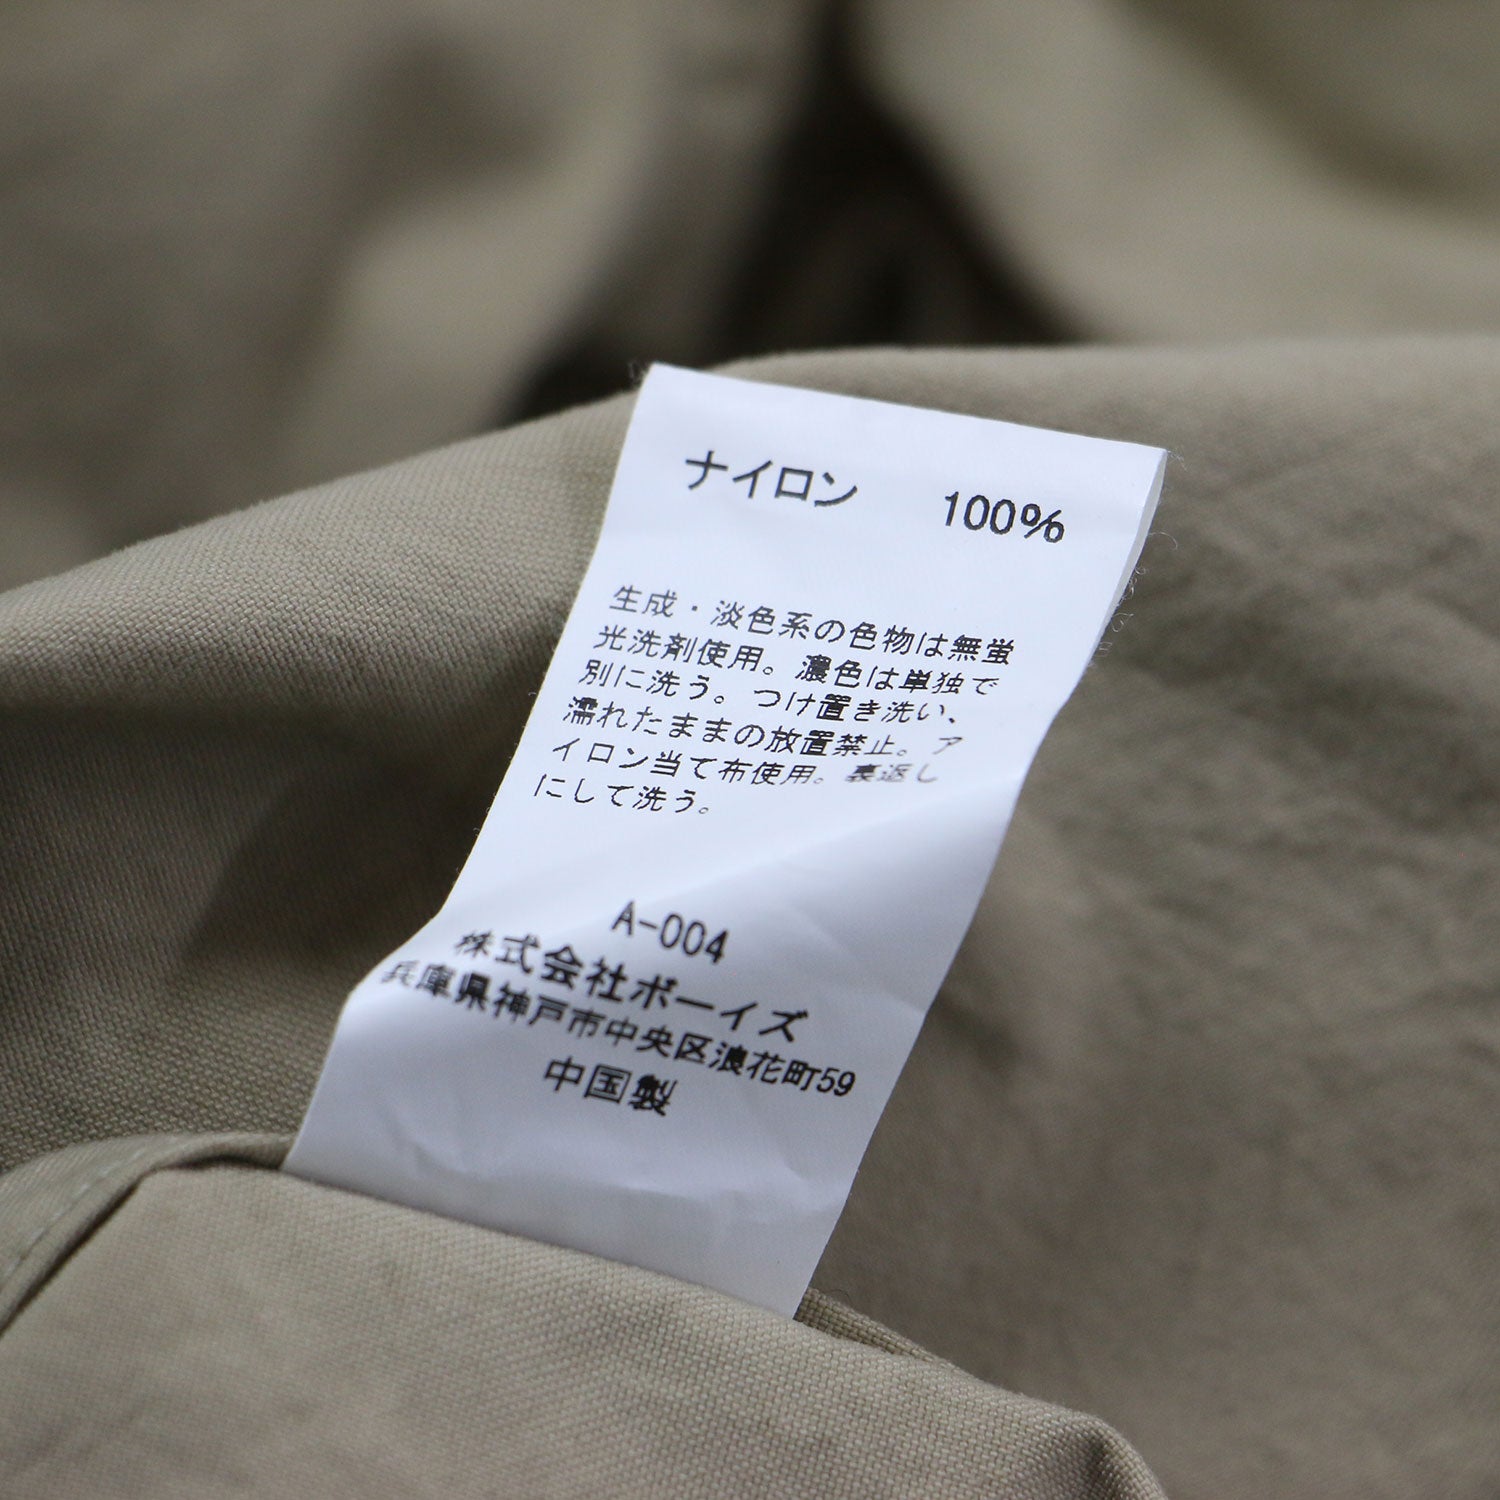 ナイロン 100%
生成・淡色系の色物は無蛍
光洗剤使用。濃色は単独で
別に洗う。つけ置き洗い、
濡れたままの放置禁止。ア
イロン当て布使用。裏返し
にして洗う。
A-004
株式会社ボーイズ
兵庫県神戸市中央区浪花町59
中国製